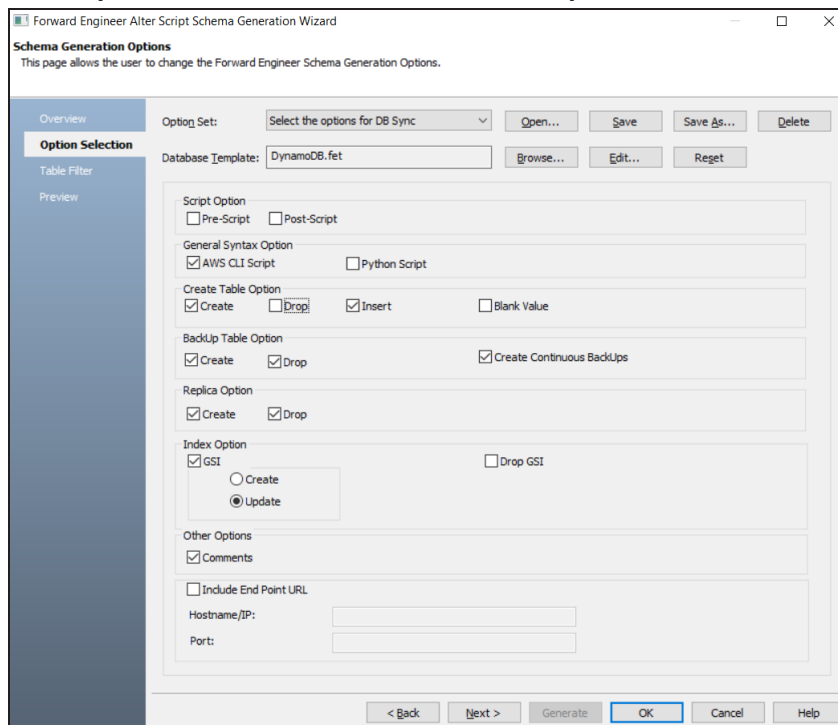 Forward Engineer Alter Script Schema Generation Wizard
Schema Generation Options
This page allows the user to change the Forward Engineer Schema Generation Options.
Overview
Option Selection
Table Filter
Preview
Option Set: Select the options for DB Sync Open... Save Save As... Delete
Database Template: DynamoDB.fet Browse... Edit... Reset
Script Option
Pre-Script Post-Script
General Syntax Option
AWS CLI Script Python Script
Create Table Option
Create Drop Insert Blank Value
BackUp Table Option
Create Drop Create Continuous BackUps
Replica Option
Create Drop
Index Option
GSI Drop GSI
Create
Update
Other Options
Comments
Include End Point URL
Hostname/IP:
Port:
< Back Next > Generate OK Cancel Help